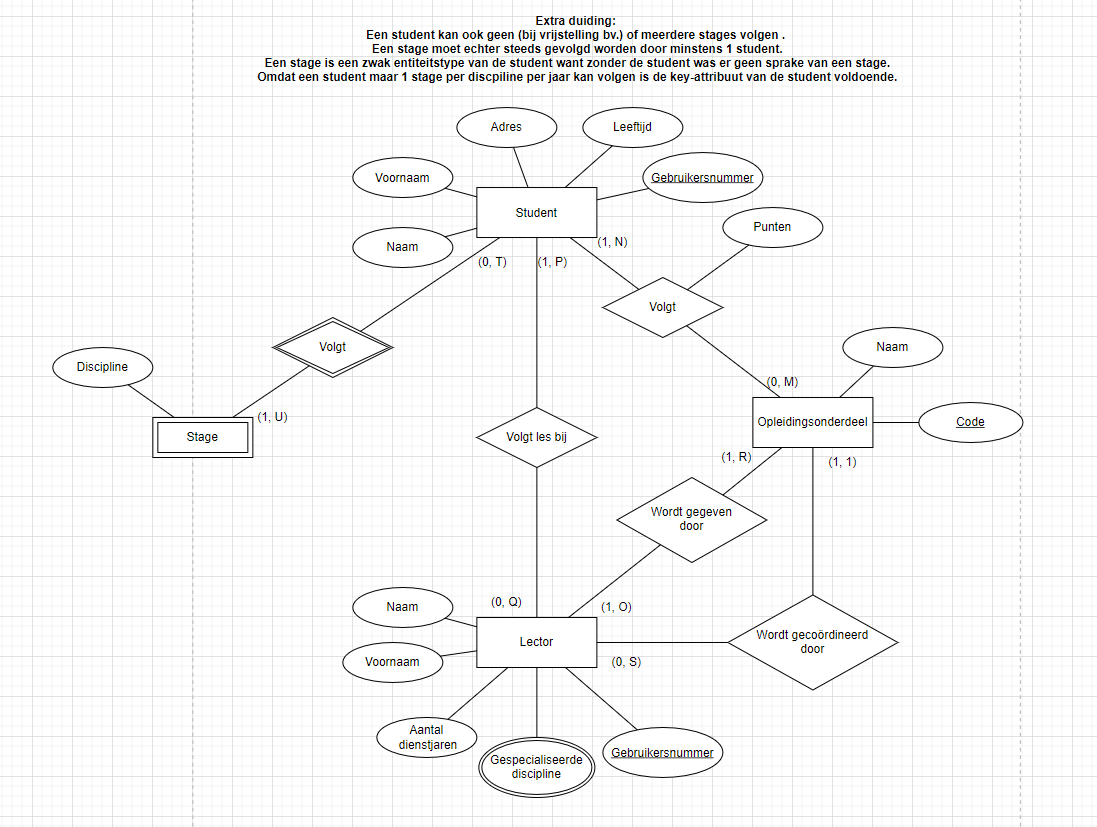 Extra duiding:
Een student kan ook geen (bij vrijstelling bv.) of meerdere stages volgen .
Een stage moet echter steeds gevolgd worden door minstens 1 student.
Een stage is een zwak entiteitstype van de student want zonder de student was er geen sprake van een stage.
Omdat een student maar 1 stage per discpiline per jaar kan volgen is de key-attribuut van de student voldoende.
Adres
Leeftijd
Voornaam
Gebruikersnummer
Student
Naam
Punten
(1, N)
(0, T)
(1, P)
Volgt
Volgt
Naam
Discipline
(0, M)
(1, U)
Opleidingsonderdeel
Code
Stage
Volgt les bij
(1, R)
(1, 1)
Wordt gegeven
door
(0, Q)
(1, O)
Naam
Lector
Wordt gecoördineerd
door
Voornaam
(0, S)
Aantal
dienstjaren
Gespecialiseerde
discipline
Gebruikersnummer